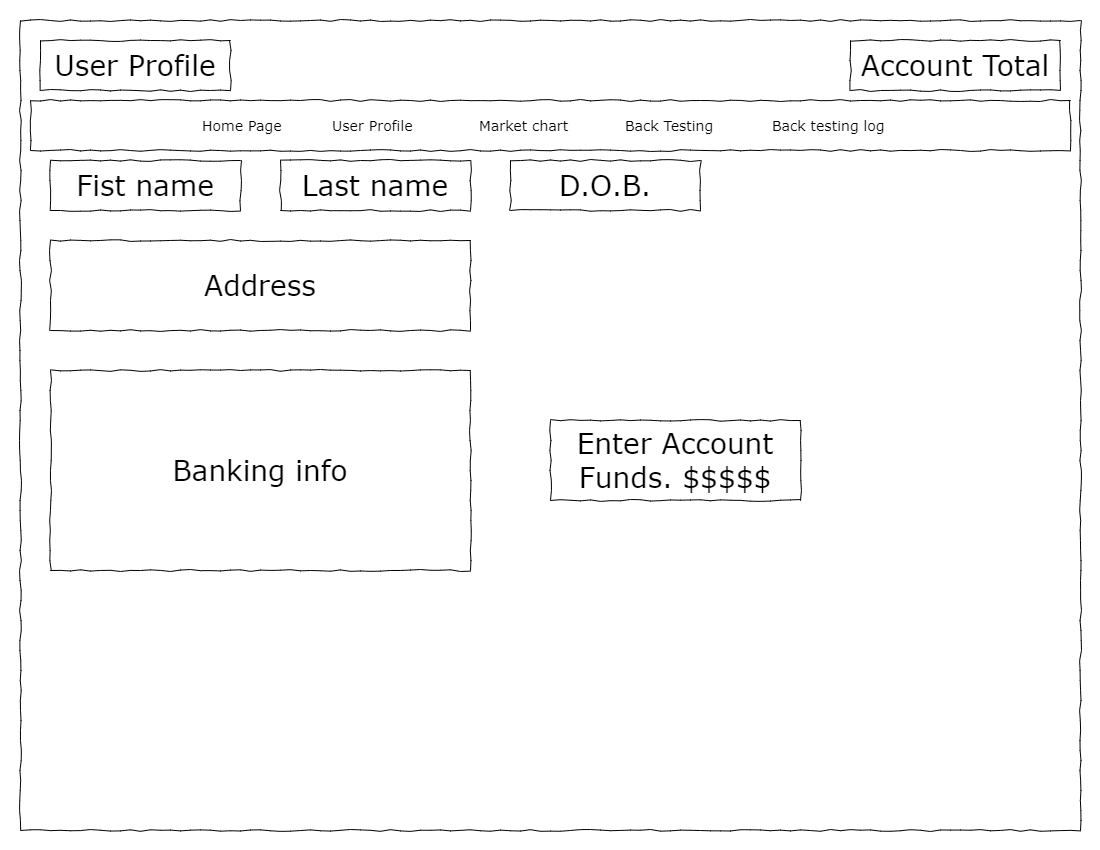 User Profile
Account Total
Home Page User Profile Market chart Back Testing Back testing log
Fist name
Last name
D.O.B.
Address
Banking info
Enter Account
Funds. $$$$$